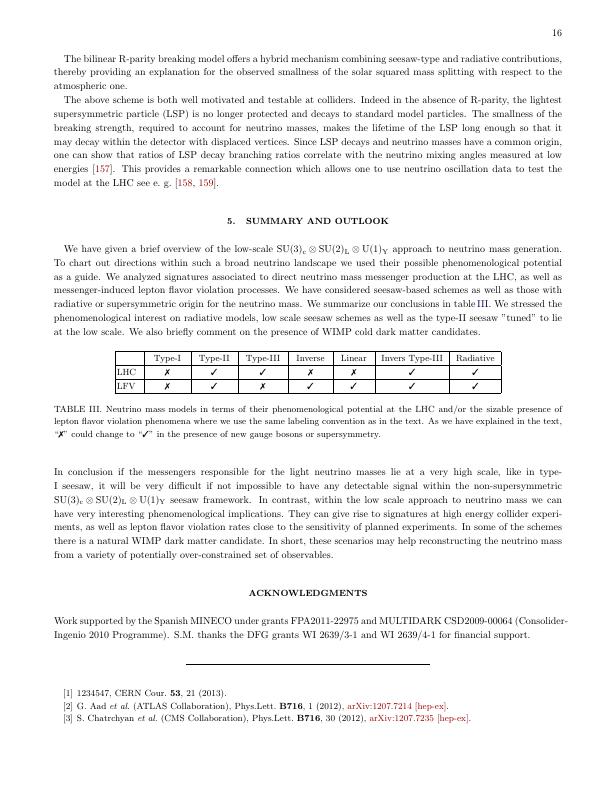 16
The bilinear R-parity breaking model offers a hybrid mechanism combining seesaw-type and radiative contributions,
thereby providing an explanation for the observed smallness of the solar squared mass splitting with respect to the
atmospheric one.
The above scheme is both well motivated and testable at colliders. Indeed in the absence of R-parity, the lightest
supersymmetric particle (LSP) is no longer protected and decays to standard model particles. The smallness of the
breaking strength, required to account for neutrino masses, makes the lifetime of the LSP long enough so that it
may decay within the detector with displaced vertices. Since LSP decays and neutrino masses have a common origin,
one can show that ratios of LSP decay branching ratios correlate with the neutrino mixing angles measured at low
energies [157]. This provides a remarkable connection which allows one to use neutrino oscillation data to test the
model at the LHC see e. g. [158, 159].
5. SUMMARY AND OUTLOOK
We have given a brief overview of the low-scale SU(3)c ⊗ SU(2)L ⊗ U(1)Y approach to neutrino mass generation.
To chart out directions within such a broad neutrino landscape we used their possible phenomenological potential
as a guide. We analyzed signatures associated to direct neutrino mass messenger production at the LHC, as well as
messenger-induced lepton flavor violation processes. We have considered seesaw-based schemes as well as those with
radiative or supersymmetric origin for the neutrino mass. We summarize our conclusions in table III. We stressed the
phenomenological interest on radiative models, low scale seesaw schemes as well as the type-II seesaw "tuned" to lie
at the low scale. We also briefly comment on the presence of WIMP cold dark matter candidates.
Type-I Type-II Type-III Inverse Linear Invers Type-III Radiative
LHC ✗ ✓ ✓ ✗ ✗ ✓ ✓
LFV ✗ ✓ ✗ ✓ ✓ ✓ ✓
TABLE III. Neutrino mass models in terms of their phenomenological potential at the LHC and/or the sizable presence of
lepton flavor violation phenomena where we use the same labeling convention as in the text. As we have explained in the text,
"✗" could change to "✓" in the presence of new gauge bosons or supersymmetry.
In conclusion if the messengers responsible for the light neutrino masses lie at a very high scale, like in type-
I seesaw, it will be very difficult if not impossible to have any detectable signal within the non-supersymmetric
SU(3)c ⊗ SU(2)L ⊗ U(1)Y seesaw framework. In contrast, within the low scale approach to neutrino mass we can
have very interesting phenomenological implications. They can give rise to signatures at high energy collider experi-
ments, as well as lepton flavor violation rates close to the sensitivity of planned experiments. In some of the schemes
there is a natural WIMP dark matter candidate. In short, these scenarios may help reconstructing the neutrino mass
from a variety of potentially over-constrained set of observables.
ACKNOWLEDGMENTS
Work supported by the Spanish MINECO under grants FPA2011-22975 and MULTIDARK CSD2009-00064 (Consolider-
Ingenio 2010 Programme). S.M. thanks the DFG grants WI 2639/3-1 and WI 2639/4-1 for financial support.
[1] 1234547, CERN Cour. 53, 21 (2013).
[2] G. Aad et al. (ATLAS Collaboration), Phys.Lett. B716, 1 (2012), arXiv:1207.7214 [hep-ex].
[3] S. Chatrchyan et al. (CMS Collaboration), Phys.Lett. B716, 30 (2012), arXiv:1207.7235 [hep-ex].